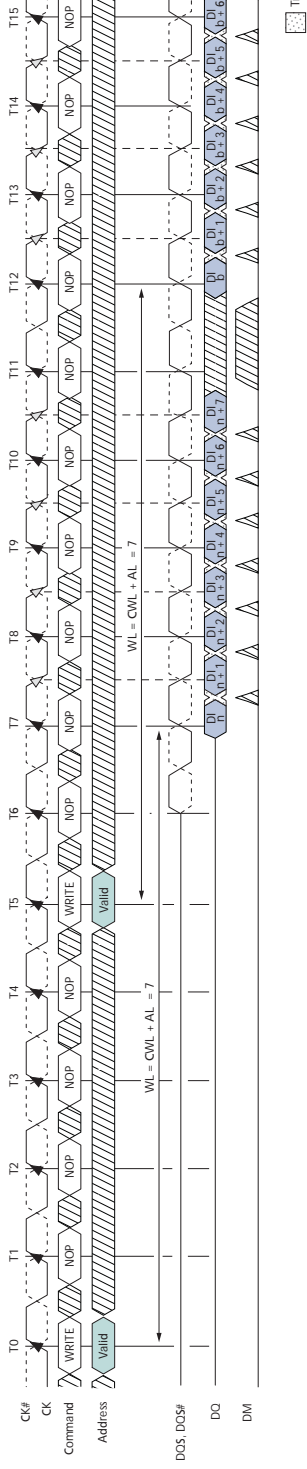 T0 T1 T2 T3 T4 T5 T6 T7 T8 T9 T10 T11 T12 T13 T14 T15
CK#
CK
Command WRITE NOP NOP NOP NOP WRITE NOP NOP NOP NOP NOP NOP NOP NOP NOP NOP
Address Valid Valid
WL = CWL + AL = 7
WL = CWL + AL = 7
DQS, DQS#
DQ DI n DI n + 1 DI n + 2 DI n + 3 DI n + 4 DI n + 5 DI n + 6 DI n + 7 DI b DI b + 1 DI b + 2 DI b + 3 DI b + 4 DI b + 5 DI b + 6
DM